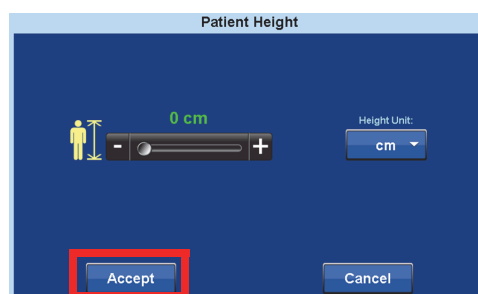 Patient Height
0 cm
Height Unit:
- +
cm
Accept
Cancel